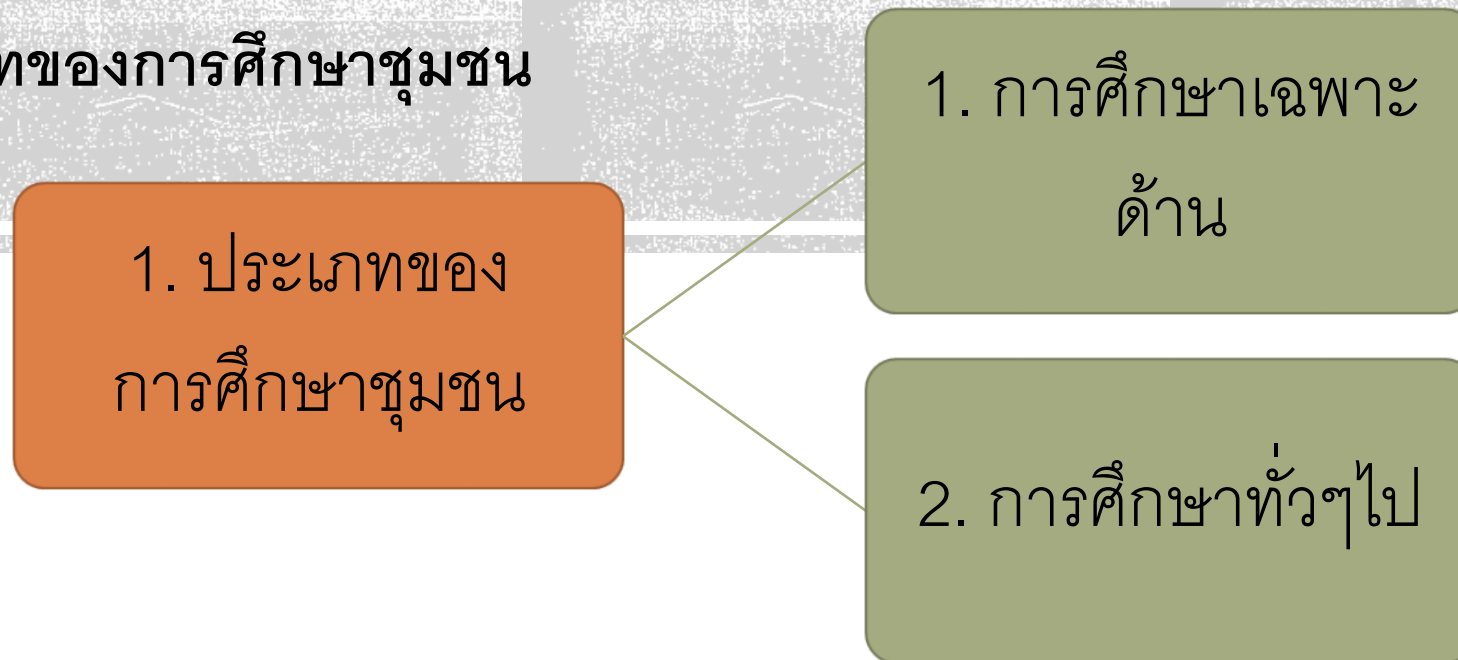 ทของการศึกษาชุมชน
1. ประเภทของ
การศึกษาชุมชน
1. การศึกษาเฉพาะ
ด้าน
2. การศึกษาทั่วๆไป